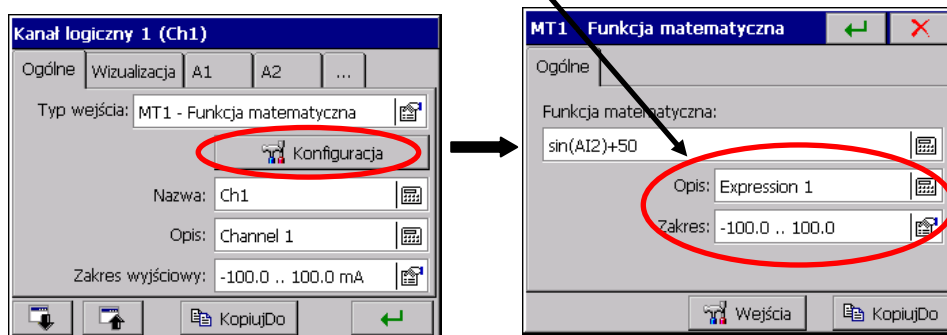 Kanał logiczny 1 (Ch1)
Ogólne Wizualizacja A1 A2 ...
Typ wejścia: MT1 - Funkcja matematyczna
Konfiguracja
Nazwa: Ch1
Opis: Channel 1
Zakres wyjściowy: -100.0 .. 100.0 mA
KopiujDo
MT1 Funkcja matematyczna
Ogólne
Funkcja matematyczna:
sin(AI2)+50
Opis: Expression 1
Zakres: -100.0 .. 100.0
Wejścia KopiujDo